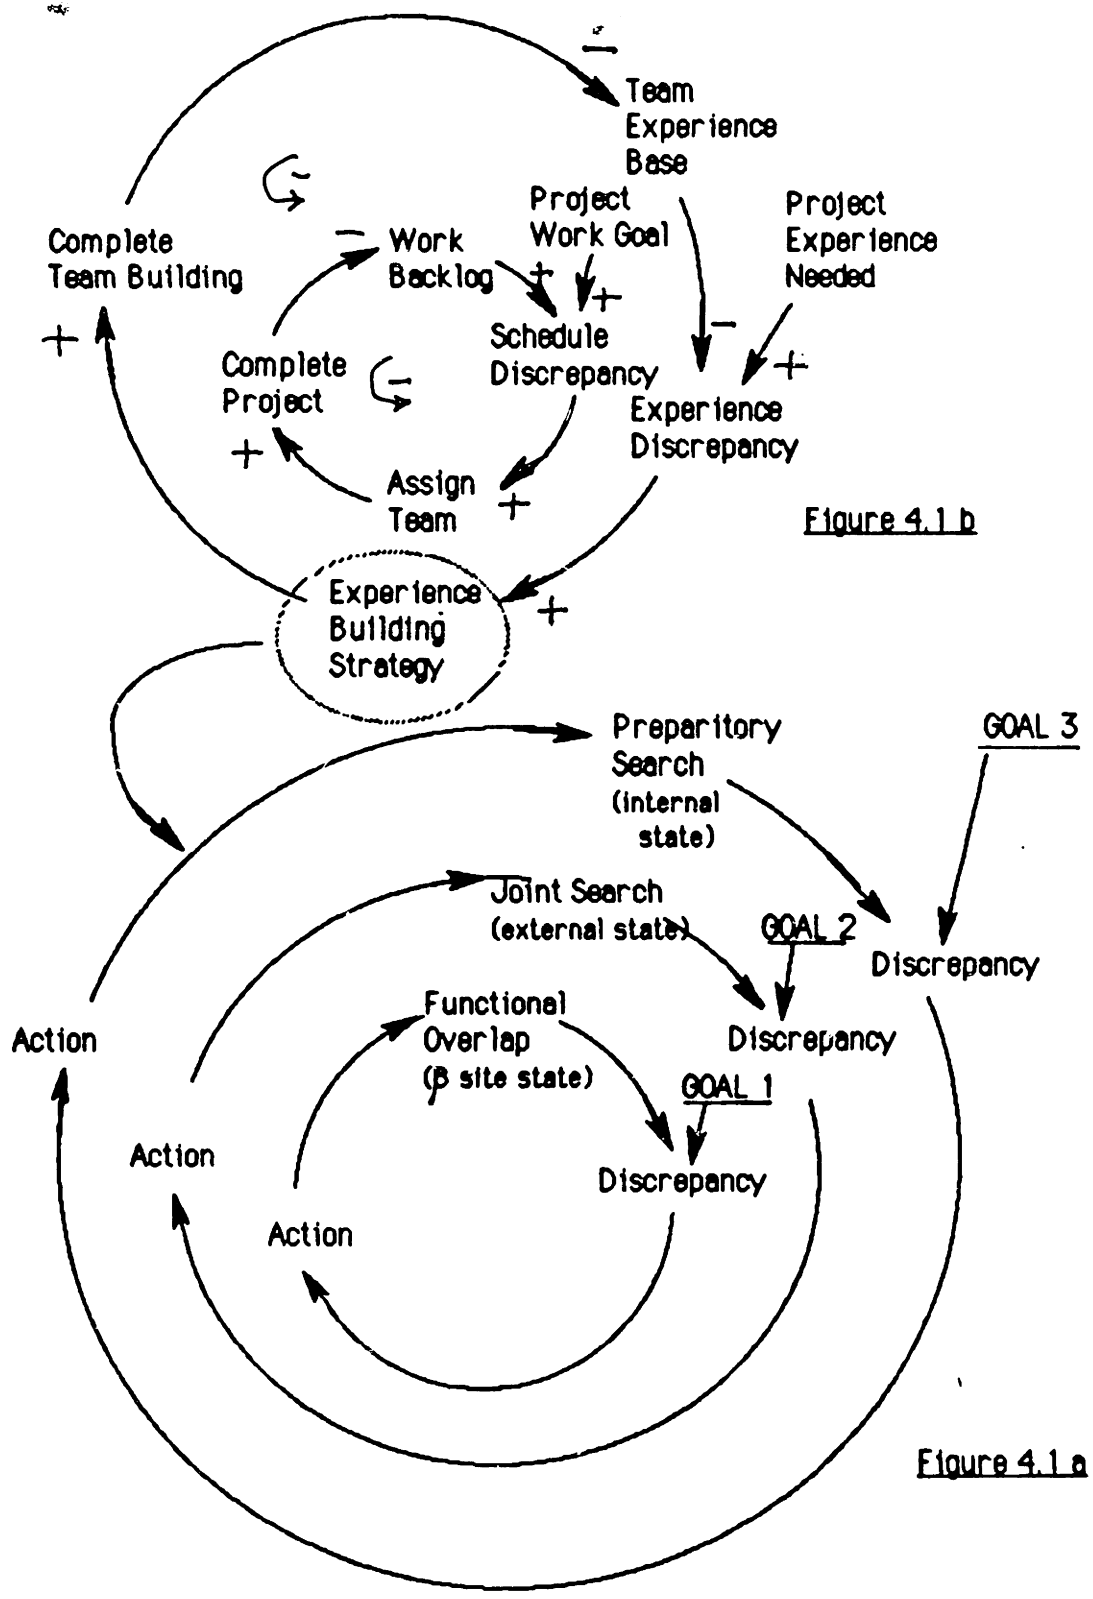 −
Team
Experience
Base
Project
Work Goal
Project
Experience
Needed
Complete
Team Building
−
−
Work
Backlog
+
+
Schedule
Discrepancy
−
+
+
Complete
Project
−
Experience
Discrepancy
+
Assign
Team
+
Figure 4.1 b
Experience
Building
Strategy
+
Preparitory
Search
(internal
state)
GOAL 3
Joint Search
(external state)
GOAL 2
Discrepancy
Functional
Overlap
(β site state)
Action
Discrepancy
GOAL 1
Action
Discrepancy
Action
Figure 4.1 a